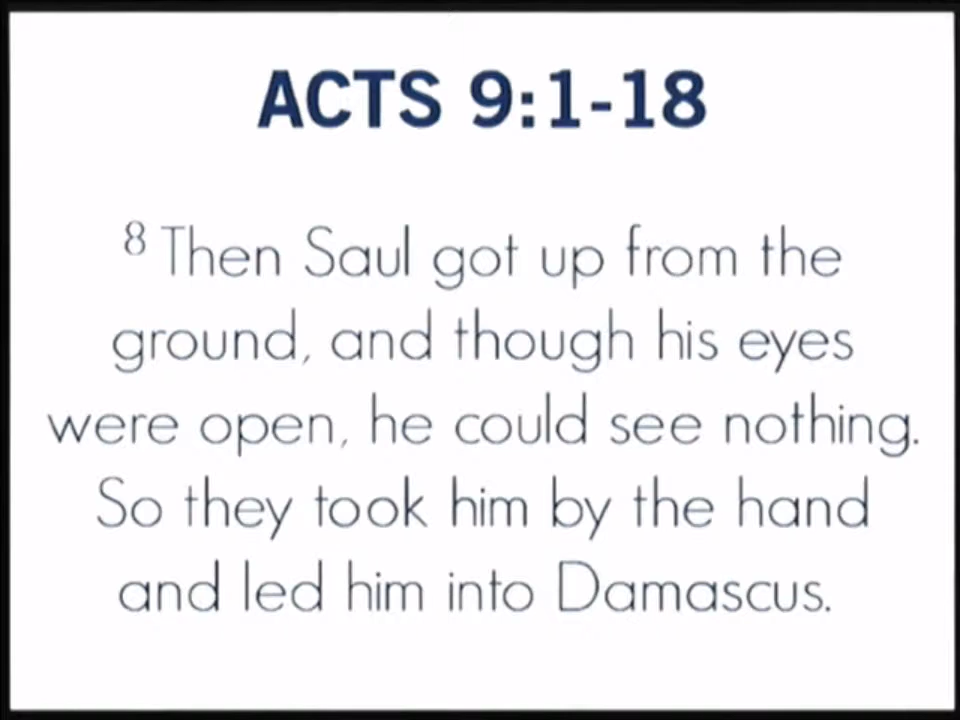 ACTS 9:1-18
8 Then Saul got up from the
ground, and though his eyes
were open, he could see nothing.
So they took him by the hand
and led him into Damascus.